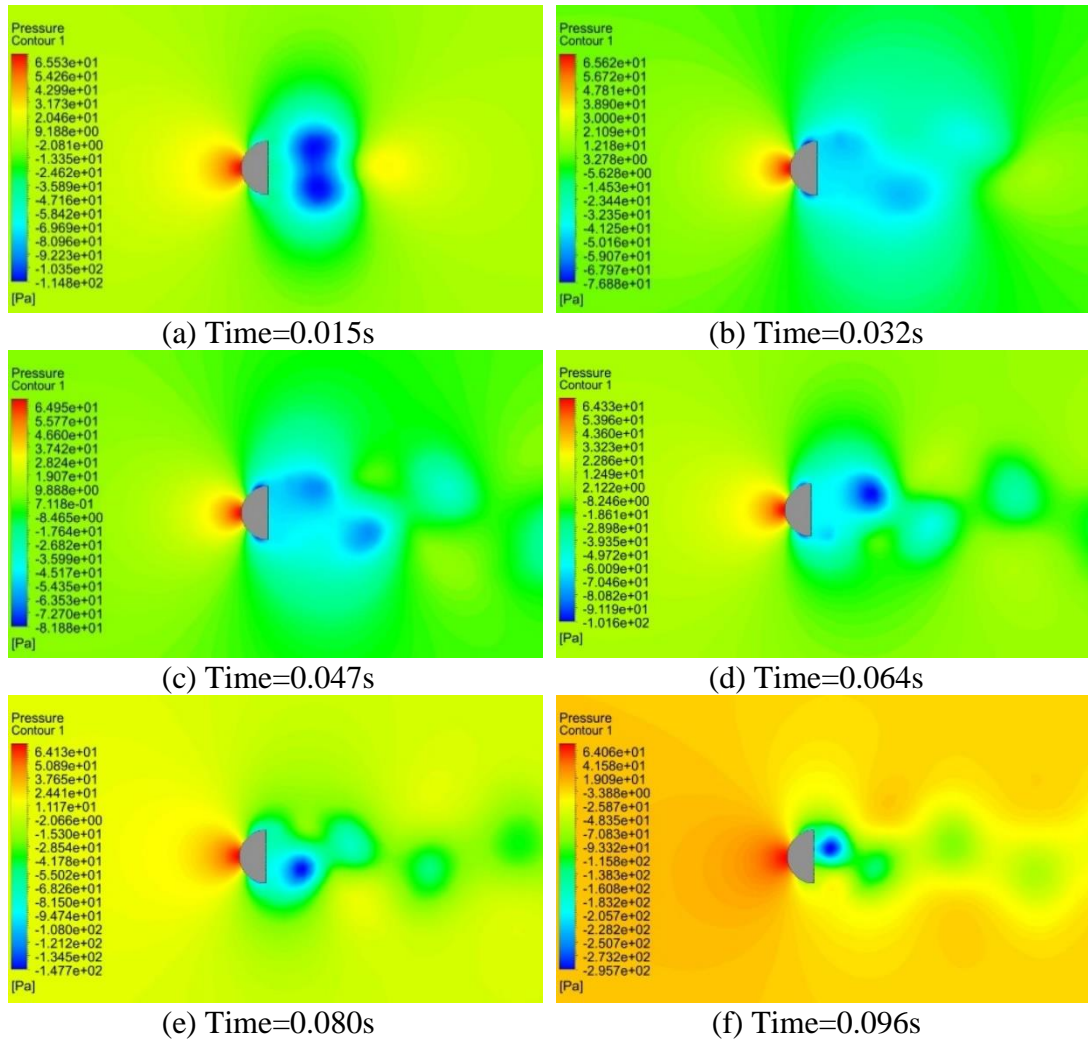 Pressure
Contour 1
6.553e+01
5.426e+01
4.299e+01
3.173e+01
2.046e+01
9.188e+00
-2.081e+00
-1.335e+01
-2.462e+01
-3.589e+01
-4.716e+01
-5.842e+01
-6.969e+01
-8.096e+01
-9.223e+01
-1.035e+02
-1.148e+02
[Pa]
(a) Time=0.015s
Pressure
Contour 1
6.562e+01
5.672e+01
4.781e+01
3.890e+01
3.000e+01
2.109e+01
1.218e+01
3.278e+00
-5.628e+00
-1.453e+01
-2.344e+01
-3.235e+01
-4.125e+01
-5.016e+01
-5.907e+01
-6.797e+01
-7.688e+01
[Pa]
(b) Time=0.032s
Pressure
Contour 1
6.495e+01
5.577e+01
4.660e+01
3.742e+01
2.824e+01
1.907e+01
9.888e+00
7.118e-01
-8.465e+00
-1.764e+01
-2.682e+01
-3.599e+01
-4.517e+01
-5.435e+01
-6.353e+01
-7.270e+01
-8.188e+01
[Pa]
(c) Time=0.047s
Pressure
Contour 1
6.433e+01
5.396e+01
4.360e+01
3.323e+01
2.286e+01
1.249e+01
2.122e+00
-8.246e+00
-1.861e+01
-2.898e+01
-3.935e+01
-4.972e+01
-6.009e+01
-7.046e+01
-8.082e+01
-9.119e+01
-1.016e+02
[Pa]
(d) Time=0.064s
Pressure
Contour 1
6.413e+01
5.089e+01
3.765e+01
2.441e+01
1.117e+01
-2.066e+00
-1.530e+01
-2.854e+01
-4.178e+01
-5.502e+01
-6.826e+01
-8.150e+01
-9.474e+01
-1.080e+02
-1.212e+02
-1.345e+02
-1.477e+02
[Pa]
(e) Time=0.080s
Pressure
Contour 1
6.406e+01
4.158e+01
1.909e+01
-3.388e+00
-2.587e+01
-4.835e+01
-7.083e+01
-9.332e+01
-1.158e+02
-1.383e+02
-1.608e+02
-1.832e+02
-2.057e+02
-2.282e+02
-2.507e+02
-2.732e+02
-2.957e+02
[Pa]
(f) Time=0.096s